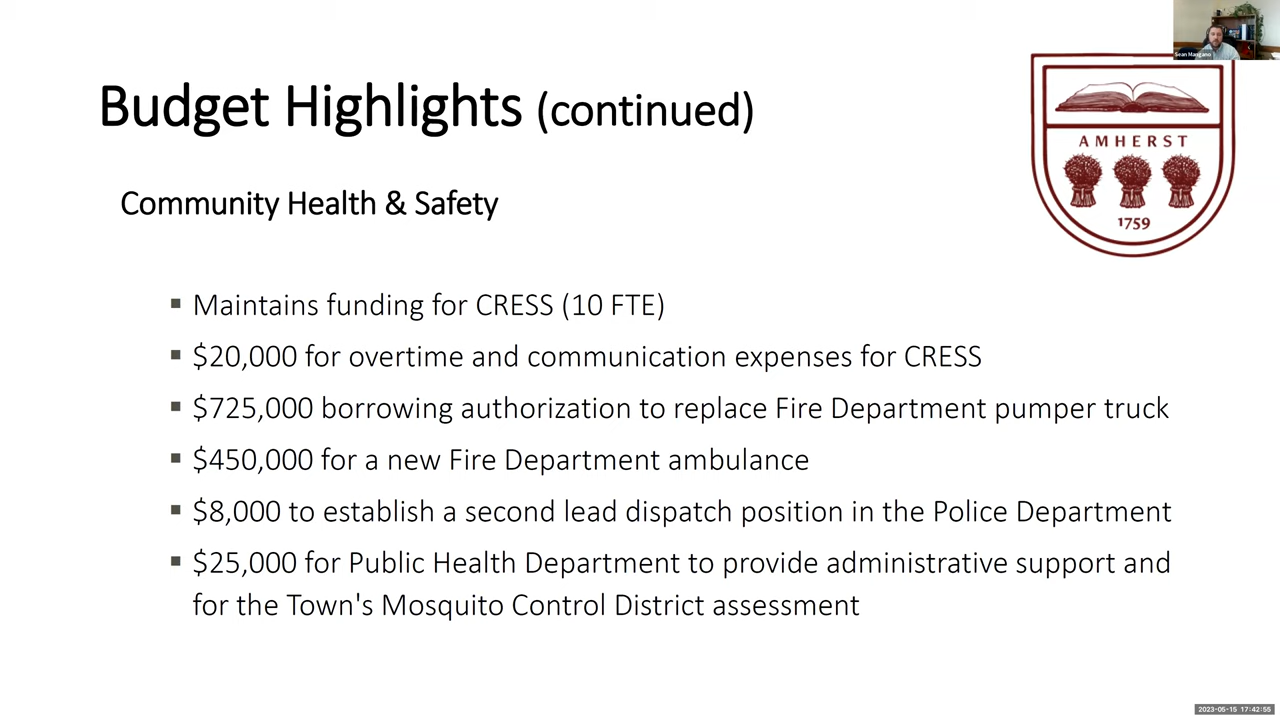 Sean Mangano
Budget Highlights (continued)
AMHERST
1759
Community Health & Safety
▪ Maintains funding for CRESS (10 FTE)
▪ $20,000 for overtime and communication expenses for CRESS
▪ $725,000 borrowing authorization to replace Fire Department pumper truck
▪ $450,000 for a new Fire Department ambulance
▪ $8,000 to establish a second lead dispatch position in the Police Department
▪ $25,000 for Public Health Department to provide administrative support and
for the Town's Mosquito Control District assessment
2023-05-15 17:42:55